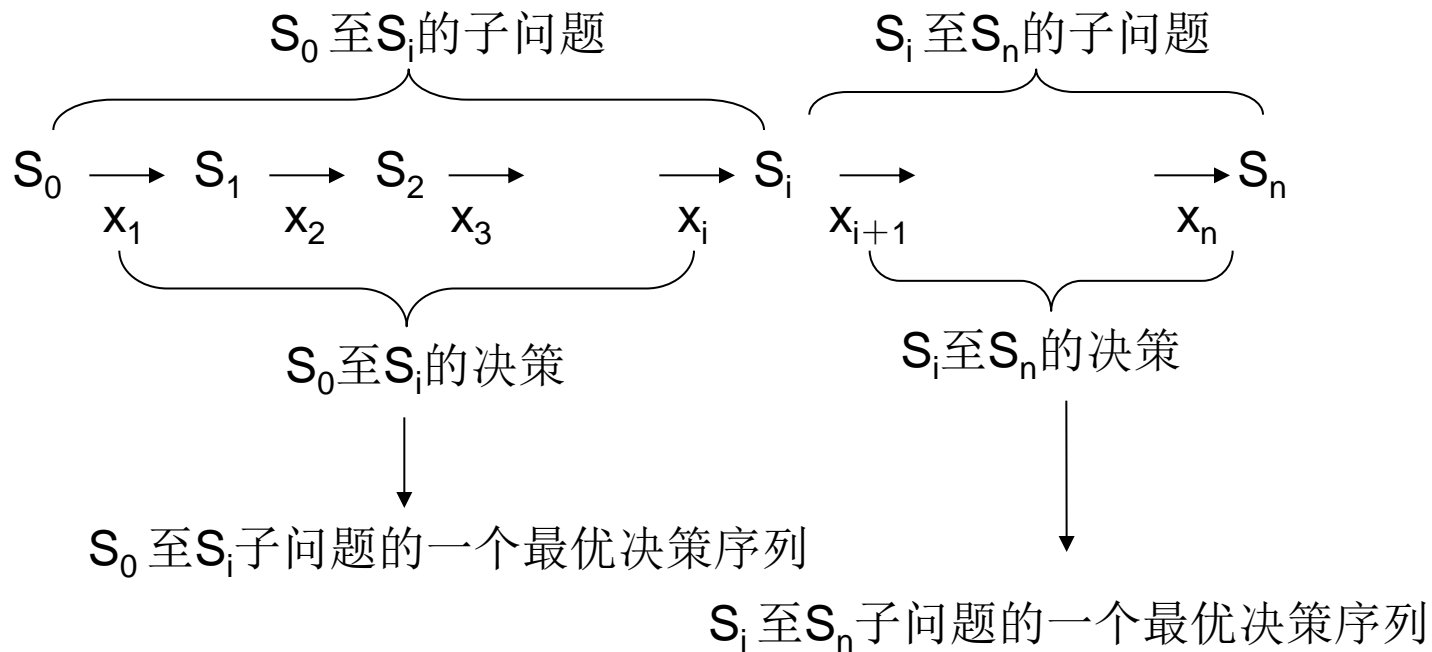 S₀ 至Sᵢ的子问题 Sᵢ 至Sₙ的子问题
S₀ S₁ S₂ Sᵢ Sₙ
x₁ x₂ x₃ xᵢ xᵢ₊₁ xₙ
S₀至Sᵢ的决策 Sᵢ至Sₙ的决策
S₀ 至Sᵢ子问题的一个最优决策序列
Sᵢ 至Sₙ子问题的一个最优决策序列